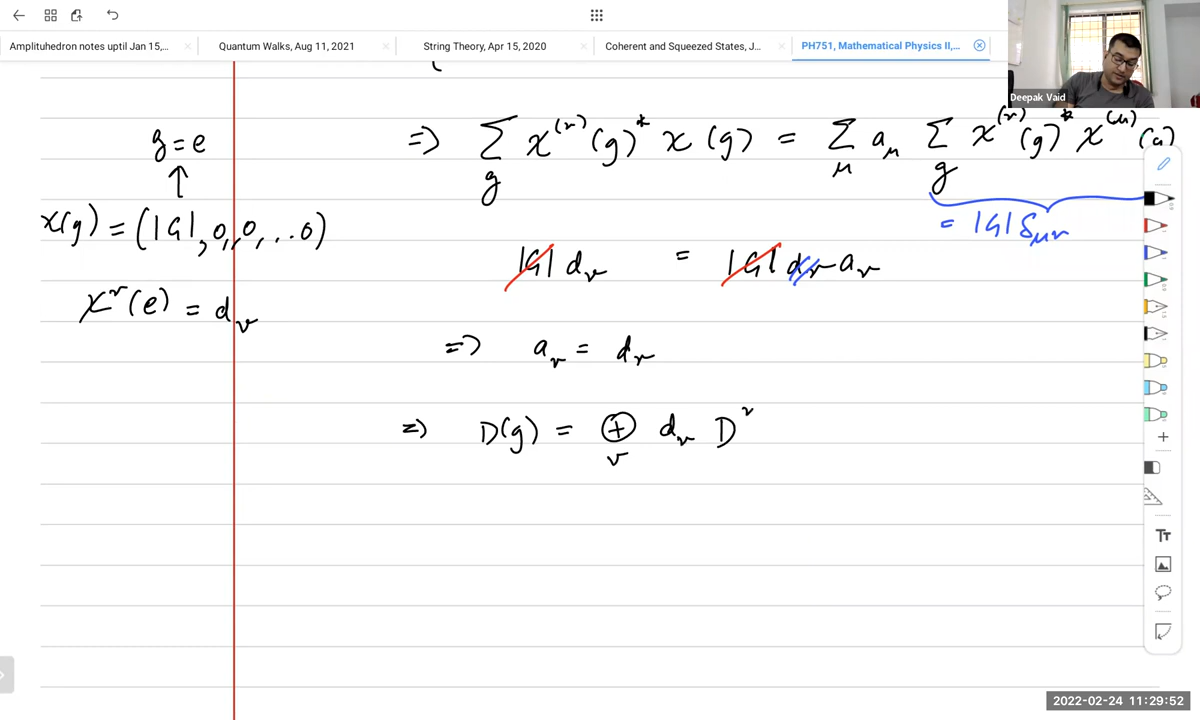 Amplituhedron notes uptil Jan 15,...
Quantum Walks, Aug 11, 2021
String Theory, Apr 15, 2020
Coherent and Squeezed States, J...
PH751, Mathematical Physics II,...
Deepak Vaid
g = e
↑
χ(g) = (|G|, 0, 0, ... 0)
χ^ν(e) = d_ν
=> Σ_g χ^(ν)(g)^* χ(g) = Σ_μ a_μ Σ_g χ^(ν)(g)^* χ^(μ)(g)
= |G| δ_μν
|G| d_ν = |G| a_ν
=> a_ν = d_ν
=> D(g) = ⊕_ν d_ν D^ν
Tт
2022-02-24 11:29:52